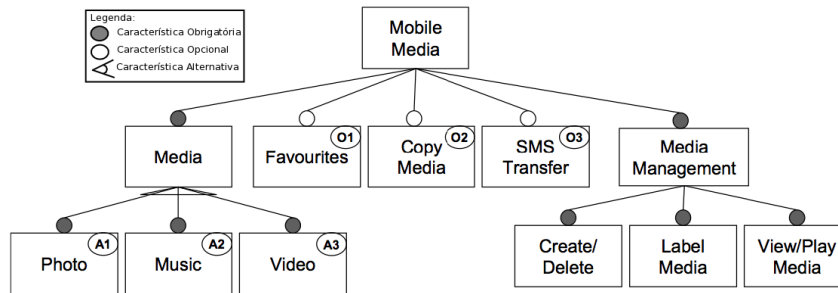 Legenda:
Característica Obrigatória
Característica Opcional
Característica Alternativa
Mobile
Media
Media
O1
Favourites
O2
Copy
Media
O3
SMS
Transfer
Media
Management
A1
Photo
A2
Music
A3
Video
Create/
Delete
Label
Media
View/Play
Media